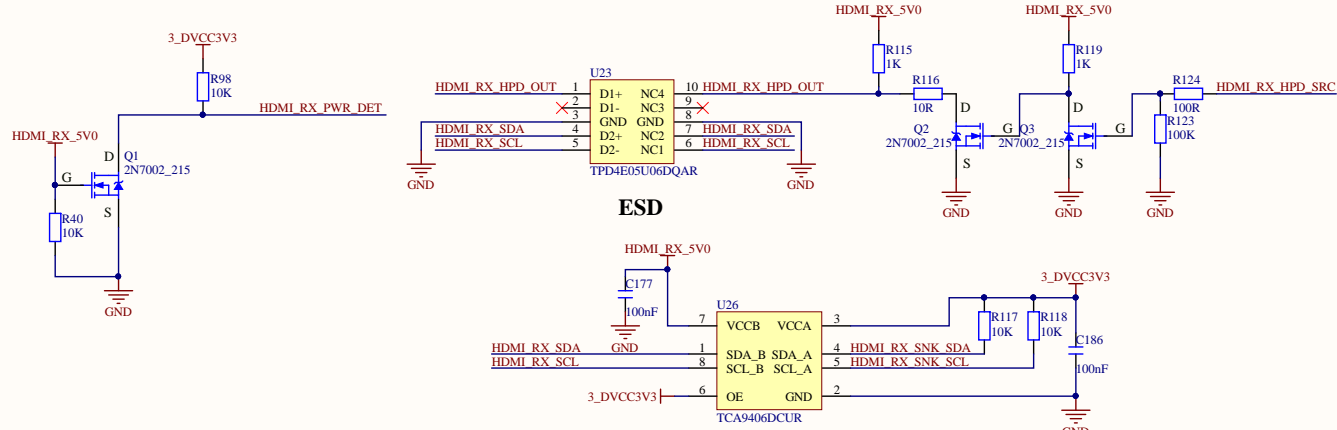 3_DVCC3V3
R98
10K
HDMI_RX_PWR_DET
HDMI_RX_5V0
D
Q1
2N7002_215
G
S
R40
10K
GND
U23
HDMI_RX_HPD_OUT 1 D1+ NC4 10 HDMI_RX_HPD_OUT
2 D1- NC3 9
3 GND GND 8
HDMI_RX_SDA 4 D2+ NC2 7 HDMI_RX_SDA
HDMI_RX_SCL 5 D2- NC1 6 HDMI_RX_SCL
GND
TPD4E05U06DQAR
GND
ESD
HDMI_RX_5V0
R115
1K
R116
10R
D
Q2
G
2N7002_215
S
GND
HDMI_RX_5V0
R119
1K
D
Q3
G
2N7002_215
S
GND
R124
HDMI_RX_HPD_SRC
100R
R123
100K
GND
HDMI_RX_5V0
C177
100nF
GND
U26
7 VCCB VCCA 3
HDMI_RX_SDA 1 SDA_B SDA_A 4 HDMI_RX_SNK_SDA
HDMI_RX_SCL 8 SCL_B SCL_A 5 HDMI_RX_SNK_SCL
3_DVCC3V3 6 OE GND 2
TCA9406DCUR
3_DVCC3V3
R117
10K
R118
10K
C186
100nF
GND